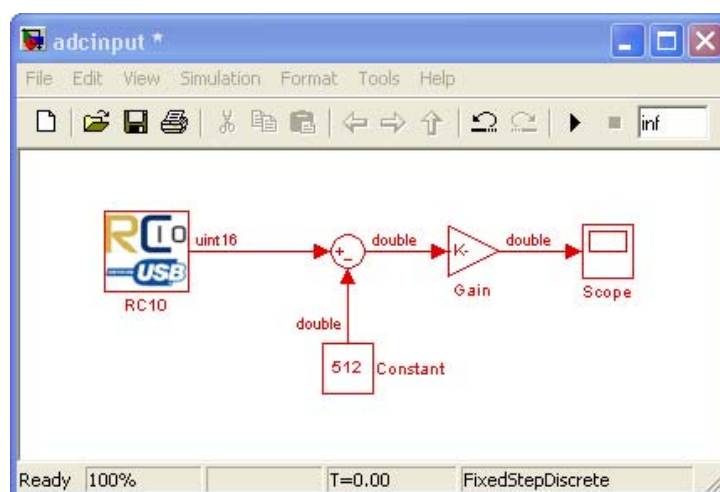 adcinput *
File Edit View Simulation Format Tools Help
inf
RC10
USB
uint16
double
double
+-
K-
RC10
Gain
Scope
double
512
Constant
Ready 100% T=0.00 FixedStepDiscrete